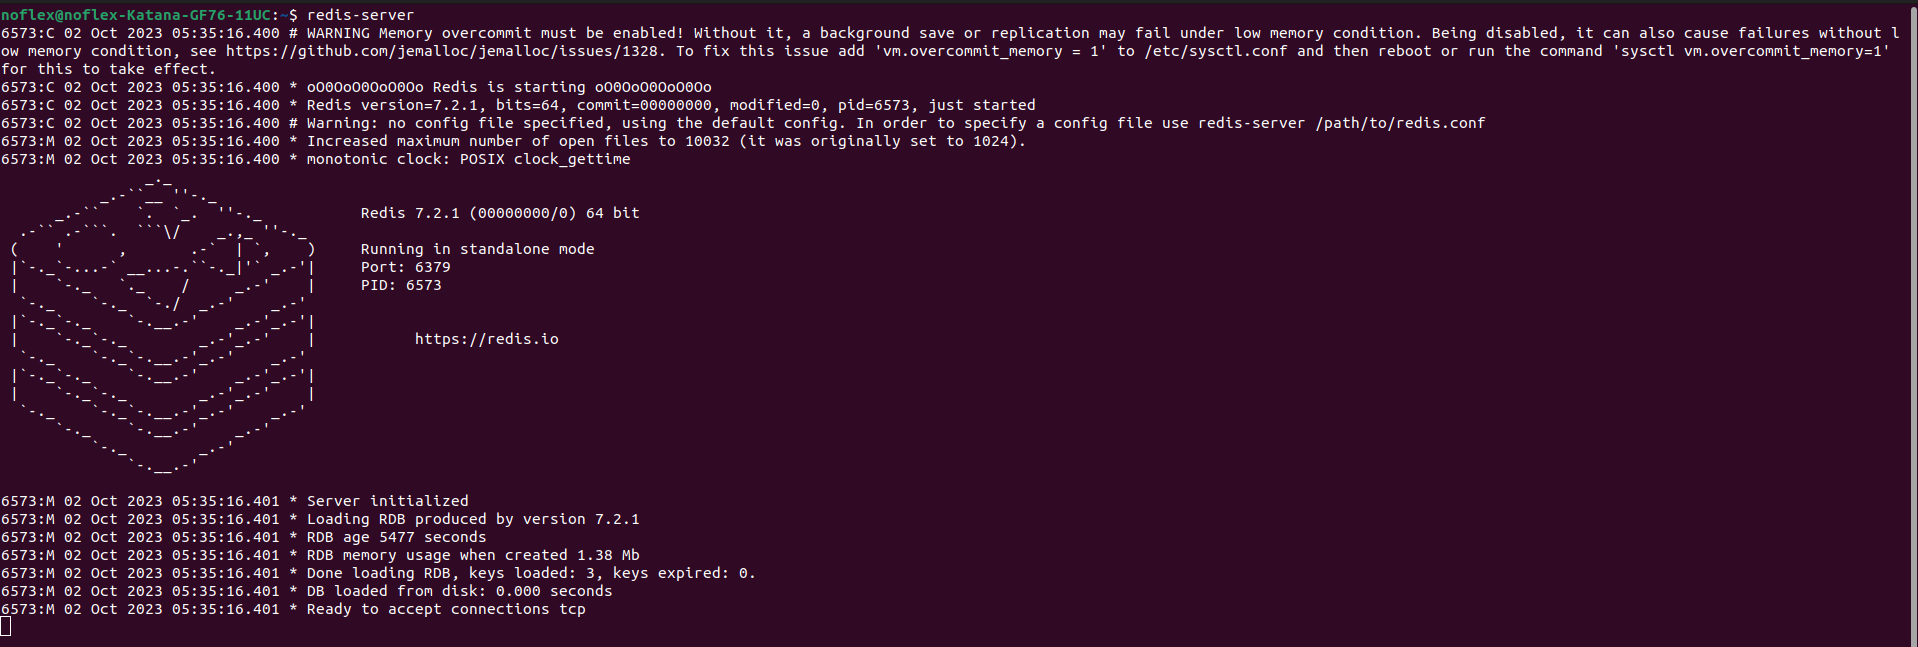 noflex@noflex-Katana-GF76-11UC:~$ redis-server
6573:C 02 Oct 2023 05:35:16.400 # WARNING Memory overcommit must be enabled! Without it, a background save or replication may fail under low memory condition. Being disabled, it can also cause failures without l
ow memory condition, see https://github.com/jemalloc/jemalloc/issues/1328. To fix this issue add 'vm.overcommit_memory = 1' to /etc/sysctl.conf and then reboot or run the command 'sysctl vm.overcommit_memory=1'
for this to take effect.
6573:C 02 Oct 2023 05:35:16.400 * oO0OoO0OoO0Oo Redis is starting oO0OoO0OoO0Oo
6573:C 02 Oct 2023 05:35:16.400 * Redis version=7.2.1, bits=64, commit=00000000, modified=0, pid=6573, just started
6573:C 02 Oct 2023 05:35:16.400 # Warning: no config file specified, using the default config. In order to specify a config file use redis-server /path/to/redis.conf
6573:M 02 Oct 2023 05:35:16.400 * Increased maximum number of open files to 10032 (it was originally set to 1024).
6573:M 02 Oct 2023 05:35:16.400 * monotonic clock: POSIX clock_gettime
Redis 7.2.1 (00000000/0) 64 bit
Running in standalone mode
Port: 6379
PID: 6573
https://redis.io
6573:M 02 Oct 2023 05:35:16.401 * Server initialized
6573:M 02 Oct 2023 05:35:16.401 * Loading RDB produced by version 7.2.1
6573:M 02 Oct 2023 05:35:16.401 * RDB age 5477 seconds
6573:M 02 Oct 2023 05:35:16.401 * RDB memory usage when created 1.38 Mb
6573:M 02 Oct 2023 05:35:16.401 * Done loading RDB, keys loaded: 3, keys expired: 0.
6573:M 02 Oct 2023 05:35:16.401 * DB loaded from disk: 0.000 seconds
6573:M 02 Oct 2023 05:35:16.401 * Ready to accept connections tcp